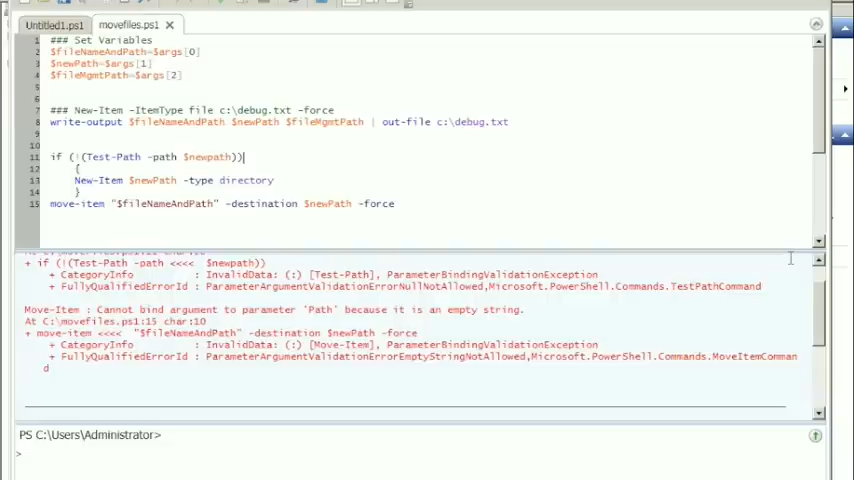 Untitled1.ps1 movefiles.ps1
1 ### Set Variables
2 $fileNameAndPath=$args[0]
3 $newPath=$args[1]
4 $fileMgmtPath=$args[2]
5
6
7 ### New-Item -ItemType file c:\debug.txt -force
8 write-output $fileNameAndPath $newPath $fileMgmtPath | out-file c:\debug.txt
9
10
11 if (!(Test-Path -path $newpath))
12 {
13 New-Item $newPath -type directory
14 }
15 move-item "$fileNameAndPath" -destination $newPath -force
+ if (!(Test-Path -path <<<< $newpath))
+ CategoryInfo : InvalidData: (:) [Test-Path], ParameterBindingValidationException
+ FullyQualifiedErrorId : ParameterArgumentValidationErrorNullNotAllowed,Microsoft.PowerShell.Commands.TestPathCommand
Move-Item : Cannot bind argument to parameter 'Path' because it is an empty string.
At C:\movefiles.ps1:15 char:10
+ move-item <<<< "$fileNameAndPath" -destination $newPath -force
+ CategoryInfo : InvalidData: (:) [Move-Item], ParameterBindingValidationException
+ FullyQualifiedErrorId : ParameterArgumentValidationErrorEmptyStringNotAllowed,Microsoft.PowerShell.Commands.MoveItemComman
d
PS C:\Users\Administrator>
>